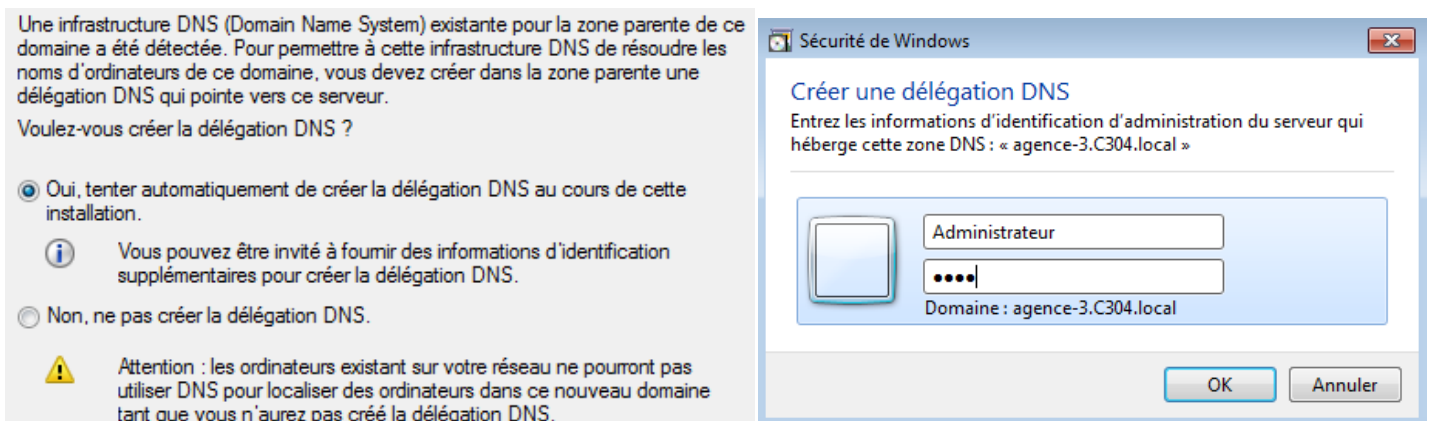 Une infrastructure DNS (Domain Name System) existante pour la zone parente de ce
domaine a été détectée. Pour permettre à cette infrastructure DNS de résoudre les
noms d'ordinateurs de ce domaine, vous devez créer dans la zone parente une
délégation DNS qui pointe vers ce serveur.
Voulez-vous créer la délégation DNS ?
Oui, tenter automatiquement de créer la délégation DNS au cours de cette
installation.
Vous pouvez être invité à fournir des informations d'identification
supplémentaires pour créer la délégation DNS.
Non, ne pas créer la délégation DNS.
Attention : les ordinateurs existant sur votre réseau ne pourront pas
utiliser DNS pour localiser des ordinateurs dans ce nouveau domaine
tant que vous n'aurez pas créé la délégation DNS.
Sécurité de Windows
Créer une délégation DNS
Entrez les informations d'identification d'administration du serveur qui
héberge cette zone DNS : « agence-3.C304.local »
Administrateur
••••
Domaine : agence-3.C304.local
OK
Annuler